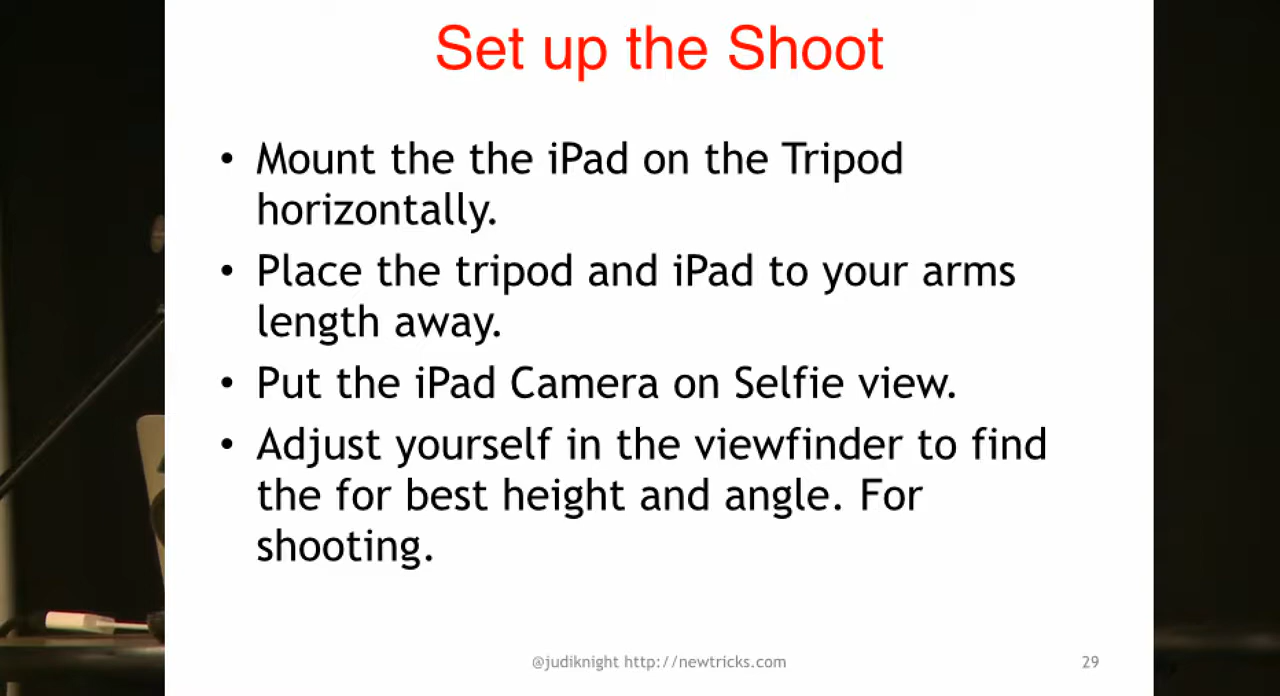 Set up the Shoot
• Mount the the iPad on the Tripod
horizontally.
• Place the tripod and iPad to your arms
length away.
• Put the iPad Camera on Selfie view.
• Adjust yourself in the viewfinder to find
the for best height and angle. For
shooting.
@judiknight http://newtricks.com
29